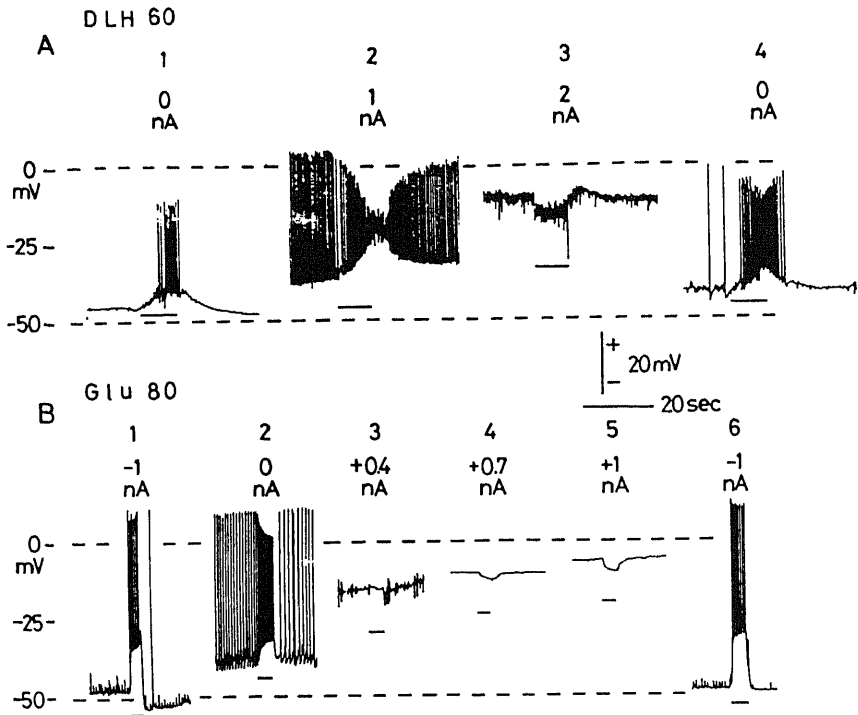 DLH 60
A
1 2 3 4
0 1 2 0
nA nA nA nA
0
mV
-25
-50
+
20mV
-
20sec
Glu 80
B
1 2 3 4 5 6
-1 0 +0.4 +0.7 +1 -1
nA nA nA nA nA nA
0
mV
-25
-50